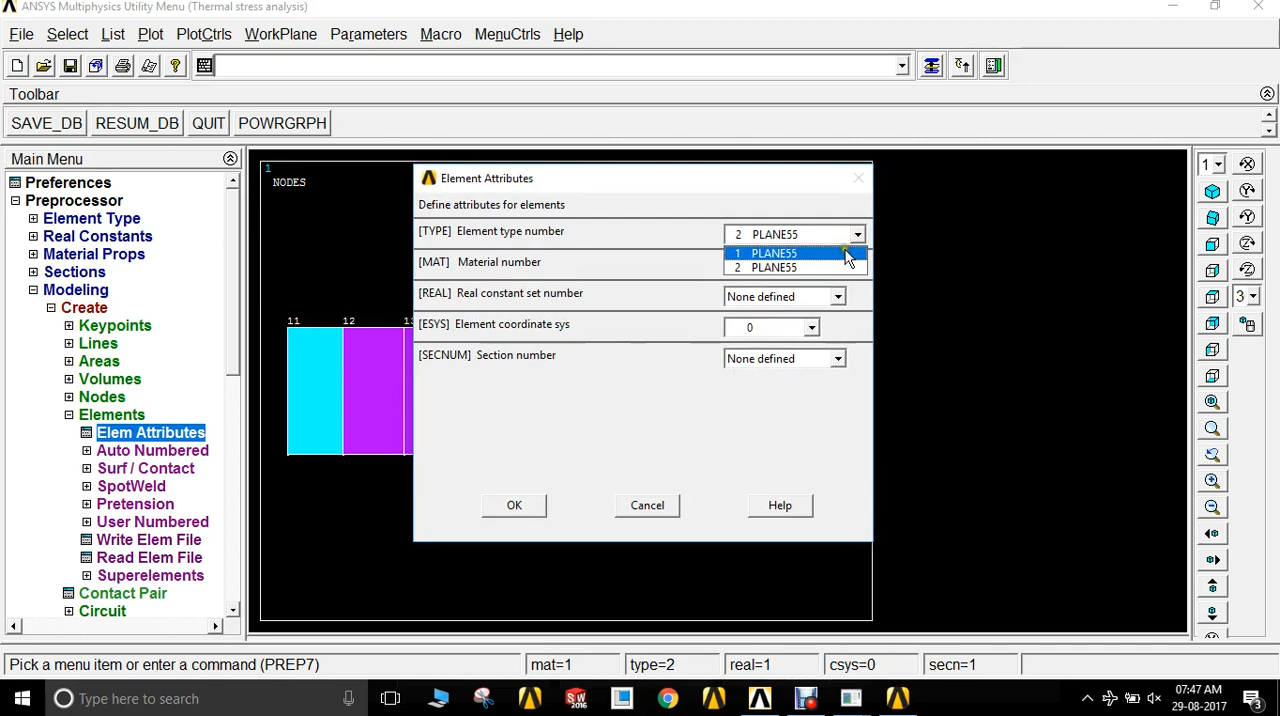 ANSYS Multiphysics Utility Menu (Thermal stress analysis)
File Select List Plot PlotCtrls WorkPlane Parameters Macro MenuCtrls Help
Toolbar
SAVE_DB RESUM_DB QUIT POWRGRPH
Main Menu
Preferences
Preprocessor
Element Type
Real Constants
Material Props
Sections
Modeling
Create
Keypoints
Lines
Areas
Volumes
Nodes
Elements
Elem Attributes
Auto Numbered
Surf / Contact
SpotWeld
Pretension
User Numbered
Write Elem File
Read Elem File
Superelements
Contact Pair
Circuit
1
NODES
11 12
Element Attributes
Define attributes for elements
[TYPE] Element type number 2 PLANE55
1 PLANE55
2 PLANE55
[MAT] Material number
[REAL] Real constant set number None defined
[ESYS] Element coordinate sys 0
[SECNUM] Section number None defined
OK Cancel Help
1
3
Pick a menu item or enter a command (PREP7) mat=1 type=2 real=1 csys=0 secn=1
Type here to search
07:47 AM
29-08-2017
3